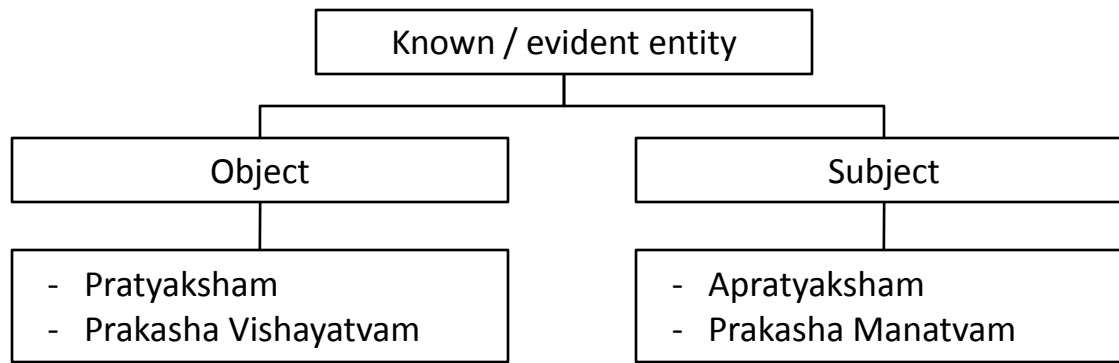 Known / evident entity
Object
Subject
- Pratyaksham
- Prakasha Vishayatvam
- Apratyaksham
- Prakasha Manatvam